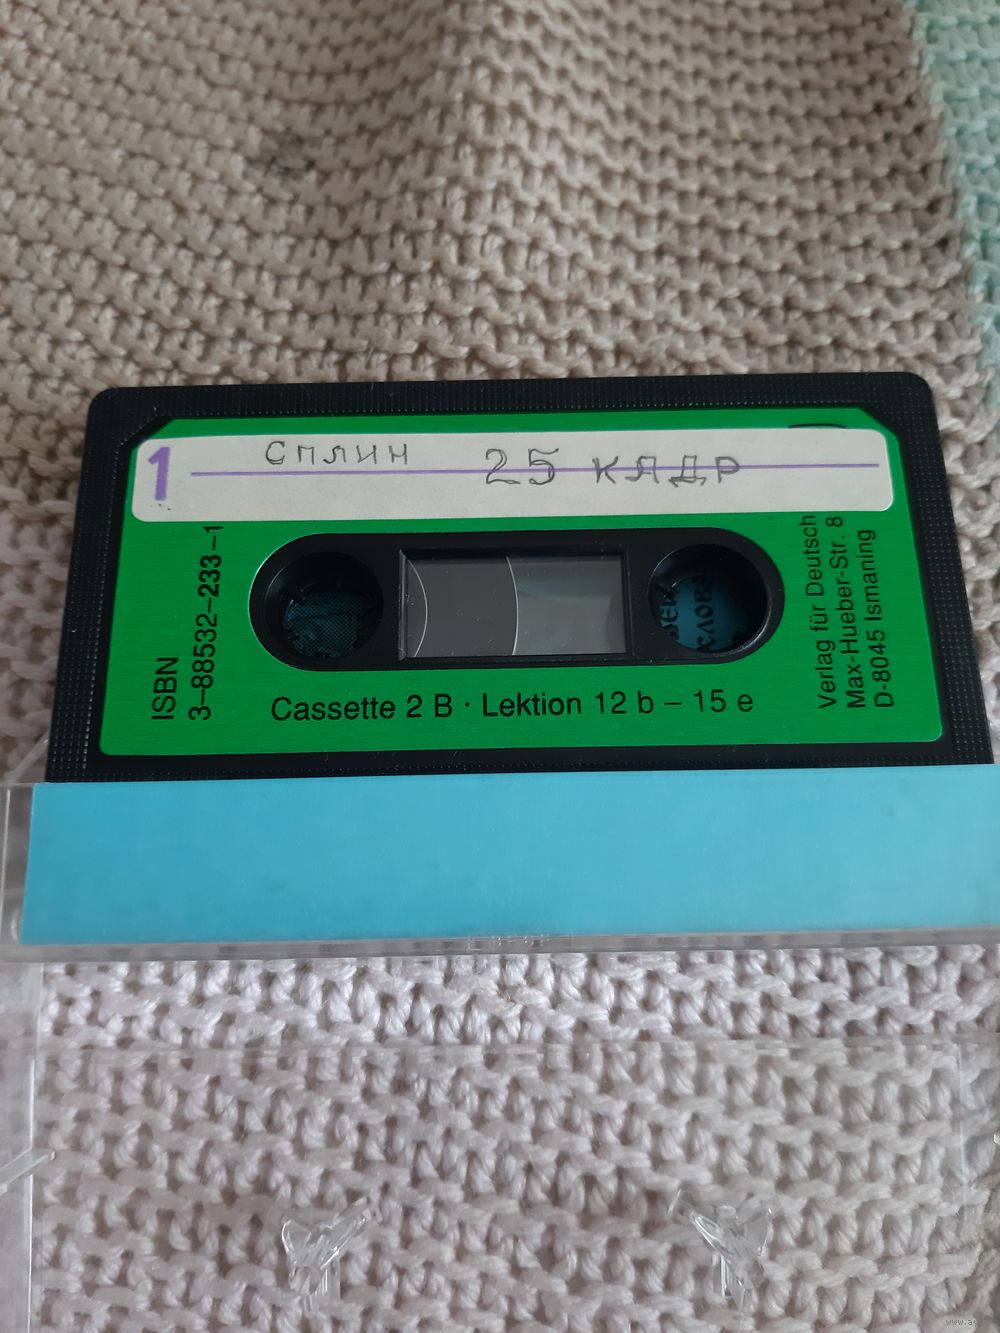 1 СПЛИН 25 КАДР
ISBN
3–88532–233–1
Cassette 2 B · Lektion 12 b – 15 e
Verlag für Deutsch
Max-Hueber-Str. 8
D-8045 Ismaning